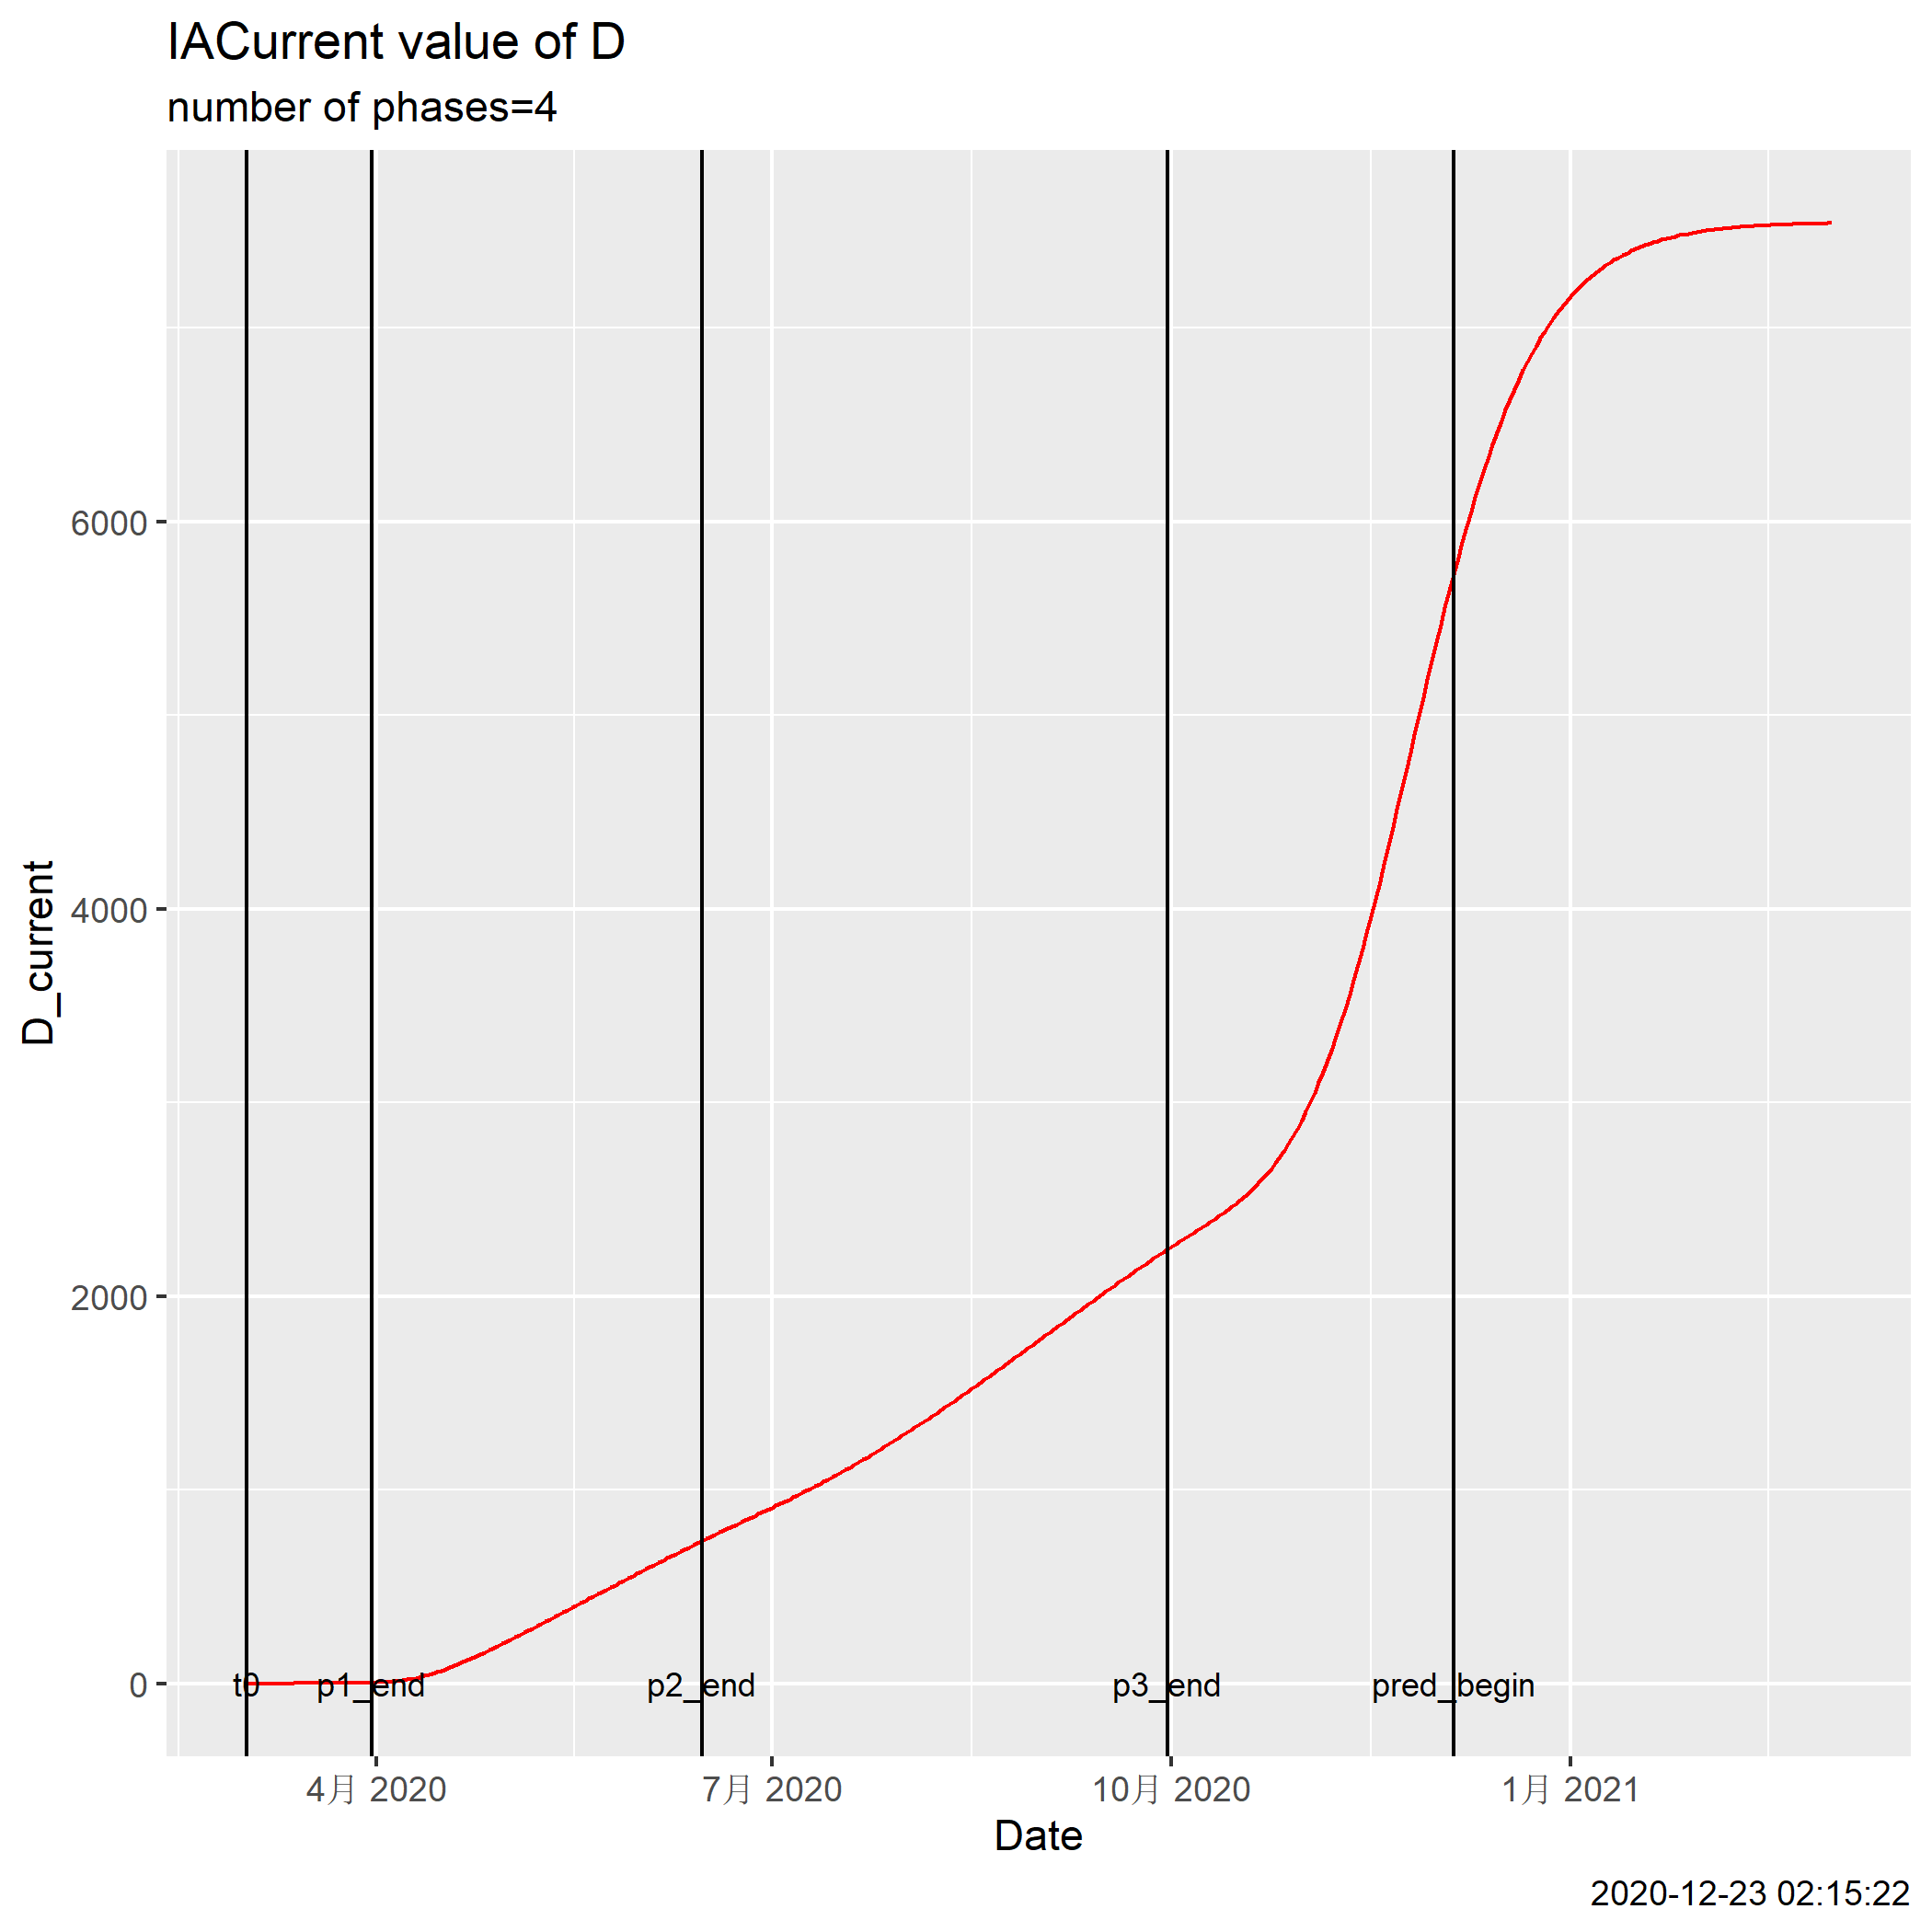 IACurrent value of D
number of phases=4
D_current
6000
4000
2000
0
t0 p1_end p2_end p3_end pred_begin
4月 2020 7月 2020 10月 2020 1月 2021
Date
2020-12-23 02:15:22